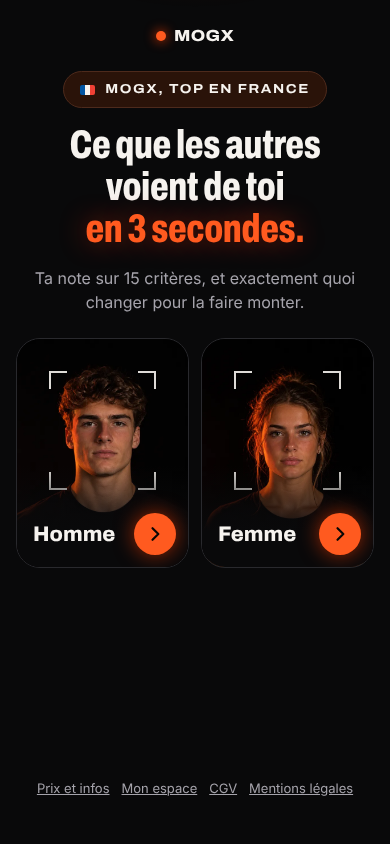 MOGX
MOGX, TOP EN FRANCE
Ce que les autres
voient de toi
en 3 secondes.
Ta note sur 15 critères, et exactement quoi
changer pour la faire monter.
Homme
Femme
Prix et infos Mon espace CGV Mentions légales